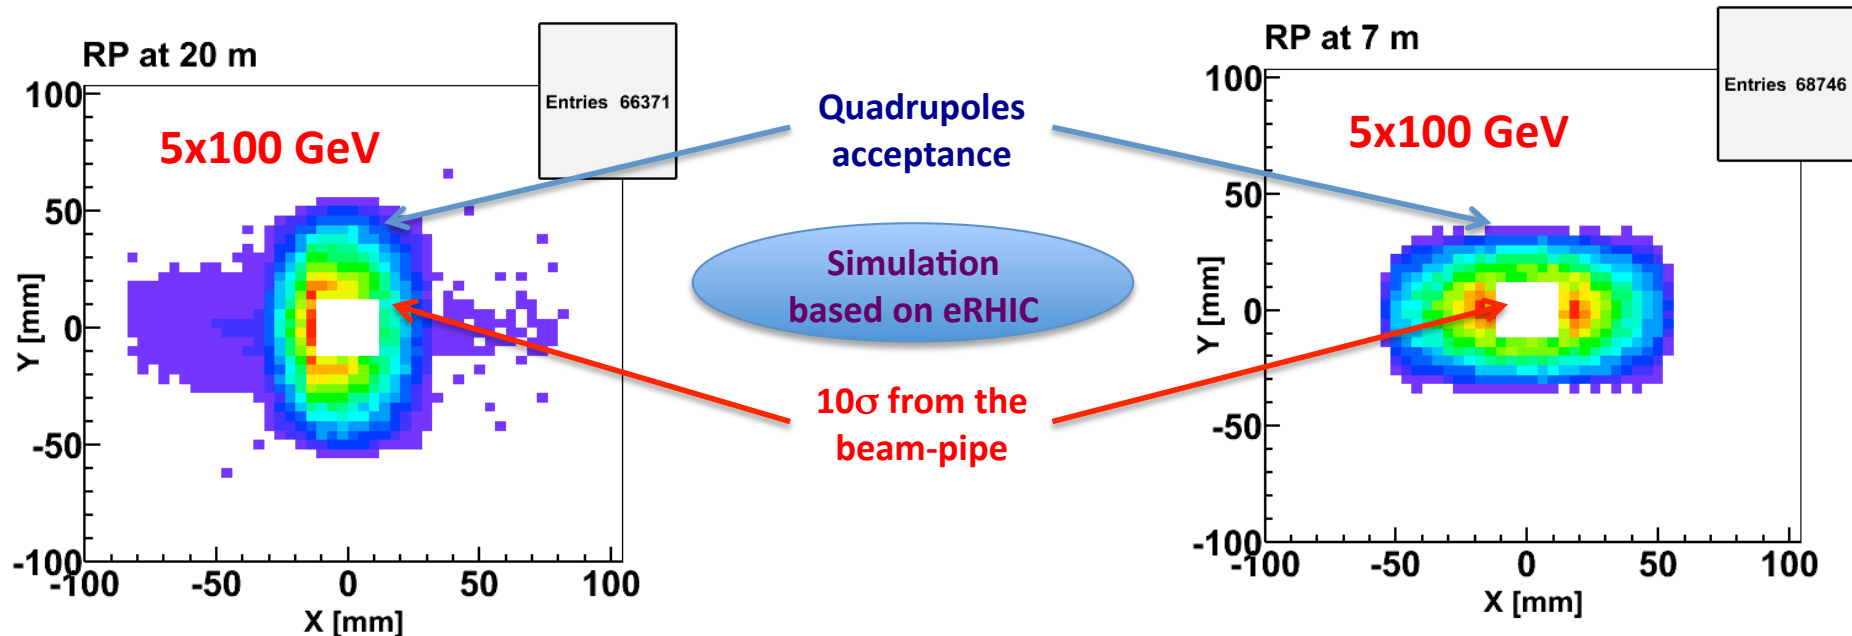 RP at 20 m
Entries 66371
5x100 GeV
100
50
0
-50
-100
Y [mm]
-100
-50
0
50
100
X [mm]
Quadrupoles
acceptance
Simulation
based on eRHIC
10σ from the
beam-pipe
RP at 7 m
Entries 68746
5x100 GeV
100
50
0
-50
-100
Y [mm]
-100
-50
0
50
100
X [mm]